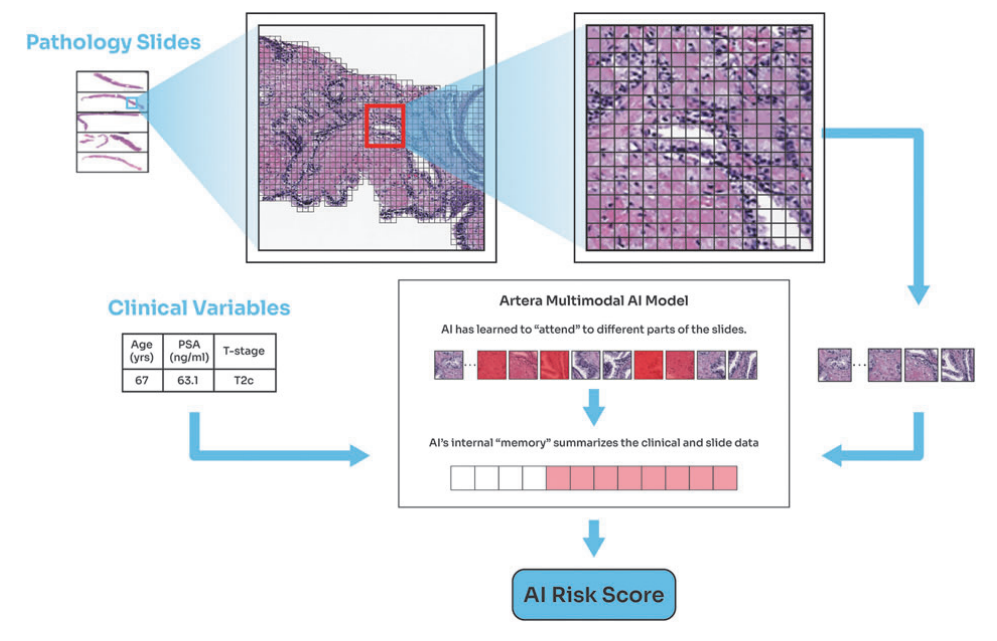 Pathology Slides
Clinical Variables
Age (yrs) PSA (ng/ml) T-stage
67 63.1 T2c
Artera Multimodal AI Model
AI has learned to “attend” to different parts of the slides.
...
...
AI’s internal “memory” summarizes the clinical and slide data
AI Risk Score